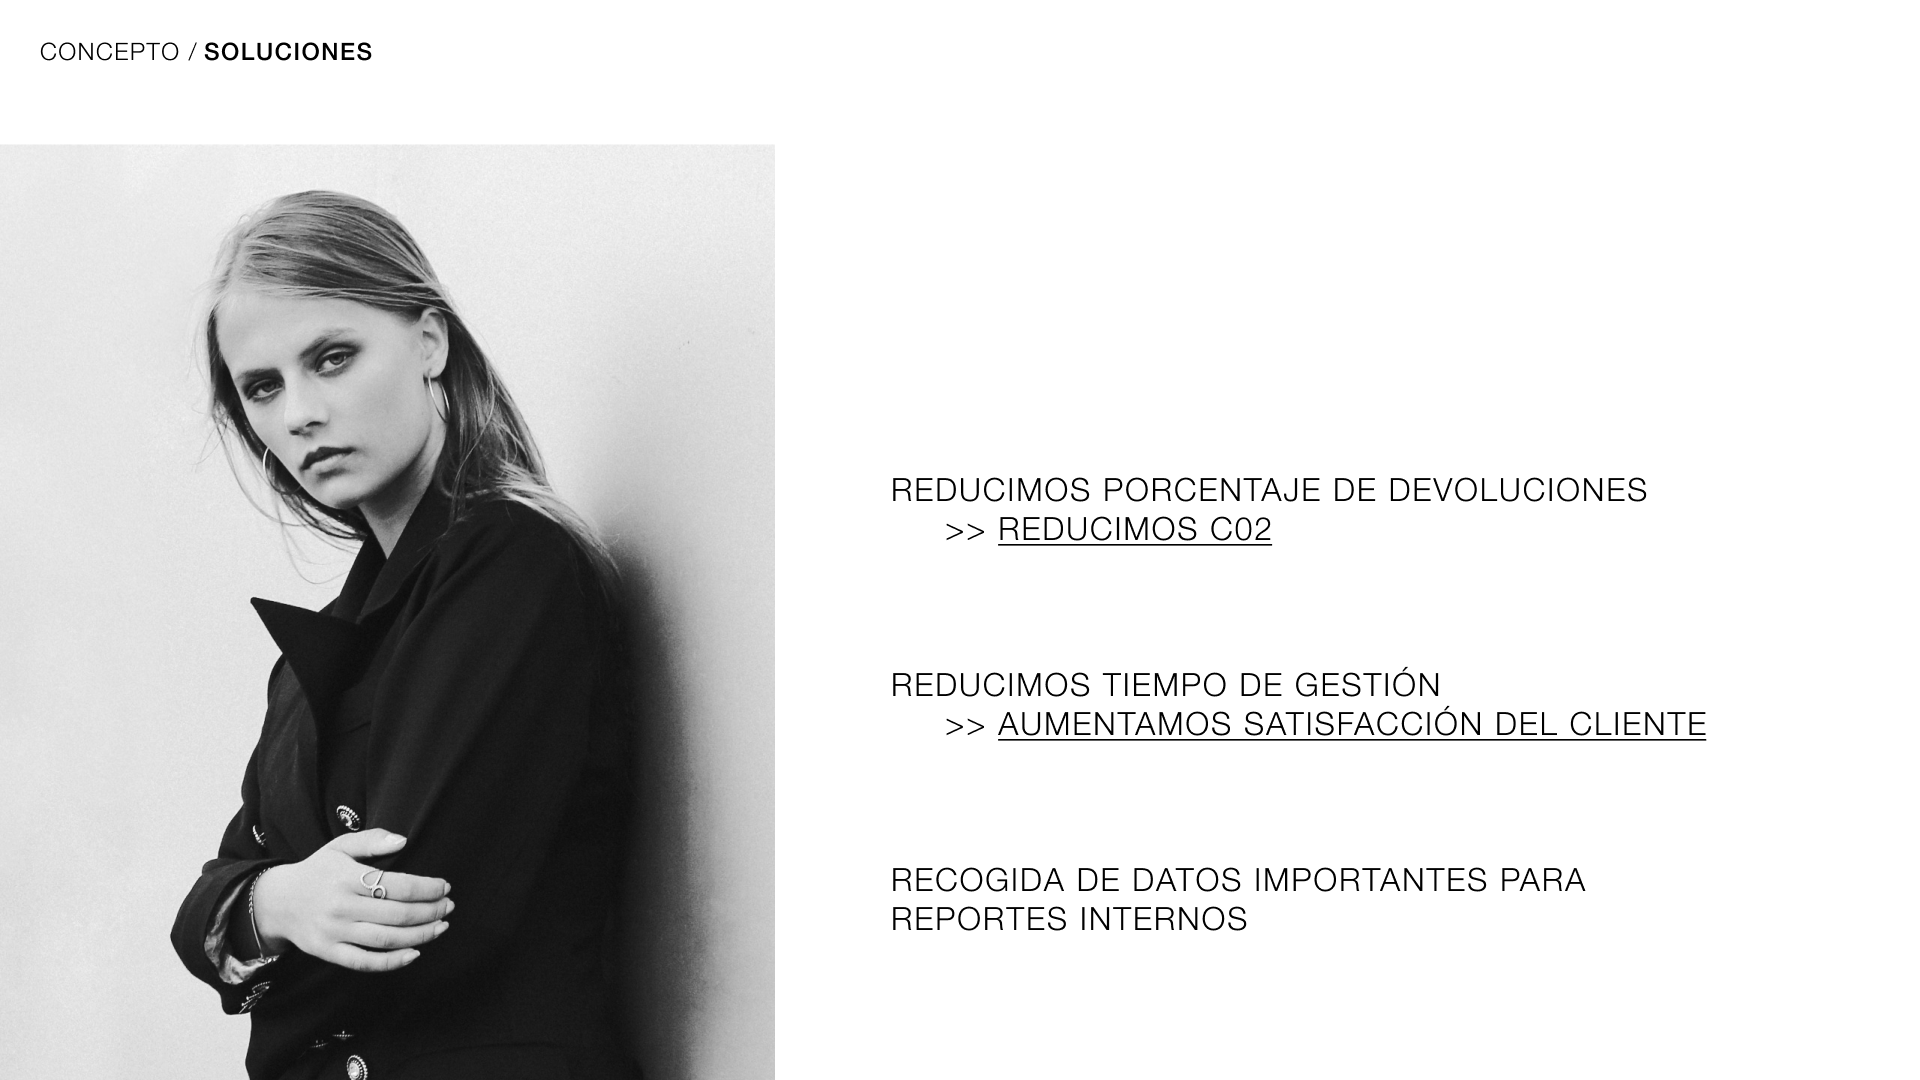 CONCEPTO / SOLUCIONES
REDUCIMOS PORCENTAJE DE DEVOLUCIONES
>> REDUCIMOS C02
REDUCIMOS TIEMPO DE GESTIÓN
>> AUMENTAMOS SATISFACCIÓN DEL CLIENTE
RECOGIDA DE DATOS IMPORTANTES PARA
REPORTES INTERNOS